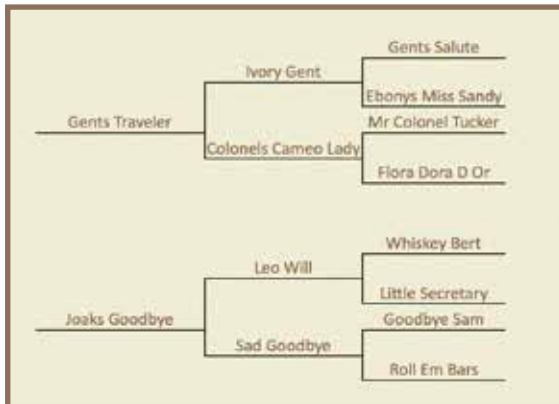 Gents Salute
Ivory Gent
Ebonys Miss Sandy
Gents Traveler
Mr Colonel Tucker
Colonels Cameo Lady
Flora Dora D Or
Whiskey Bert
Leo Will
Little Secretary
Joaks Goodbye
Goodbye Sam
Sad Goodbye
Roll Em Bars